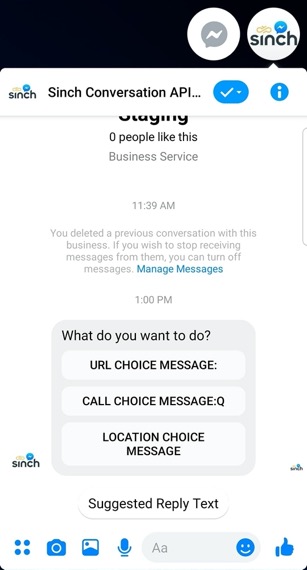 sinch
sinch
Sinch Conversation API...
Staging
0 people like this
Business Service
11:39 AM
You deleted a previous conversation with this
business. If you wish to stop receiving
messages from them, you can turn off
messages. Manage Messages
1:00 PM
What do you want to do?
URL CHOICE MESSAGE:
CALL CHOICE MESSAGE:Q
LOCATION CHOICE
MESSAGE
sinch
sinch
Suggested Reply Text
Aa